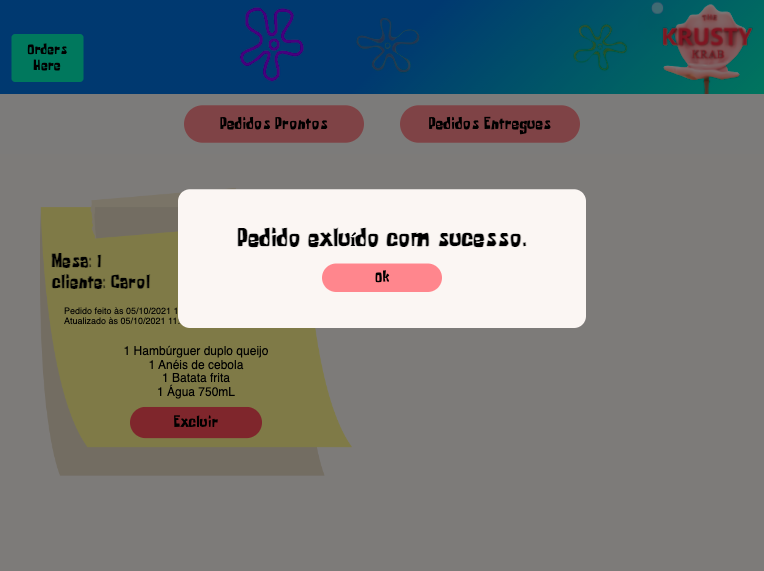 Orders
Here
THE
KRUSTY
KRAB
Pedidos Prontos
Pedidos Entregues
Pedido exluído com sucesso.
Ok
Mesa: 1
cliente: Carol
Pedido feito às 05/10/2021
Atualizado às 05/10/2021
1 Hambúrguer duplo queijo
1 Anéis de cebola
1 Batata frita
1 Água 750mL
Excluir